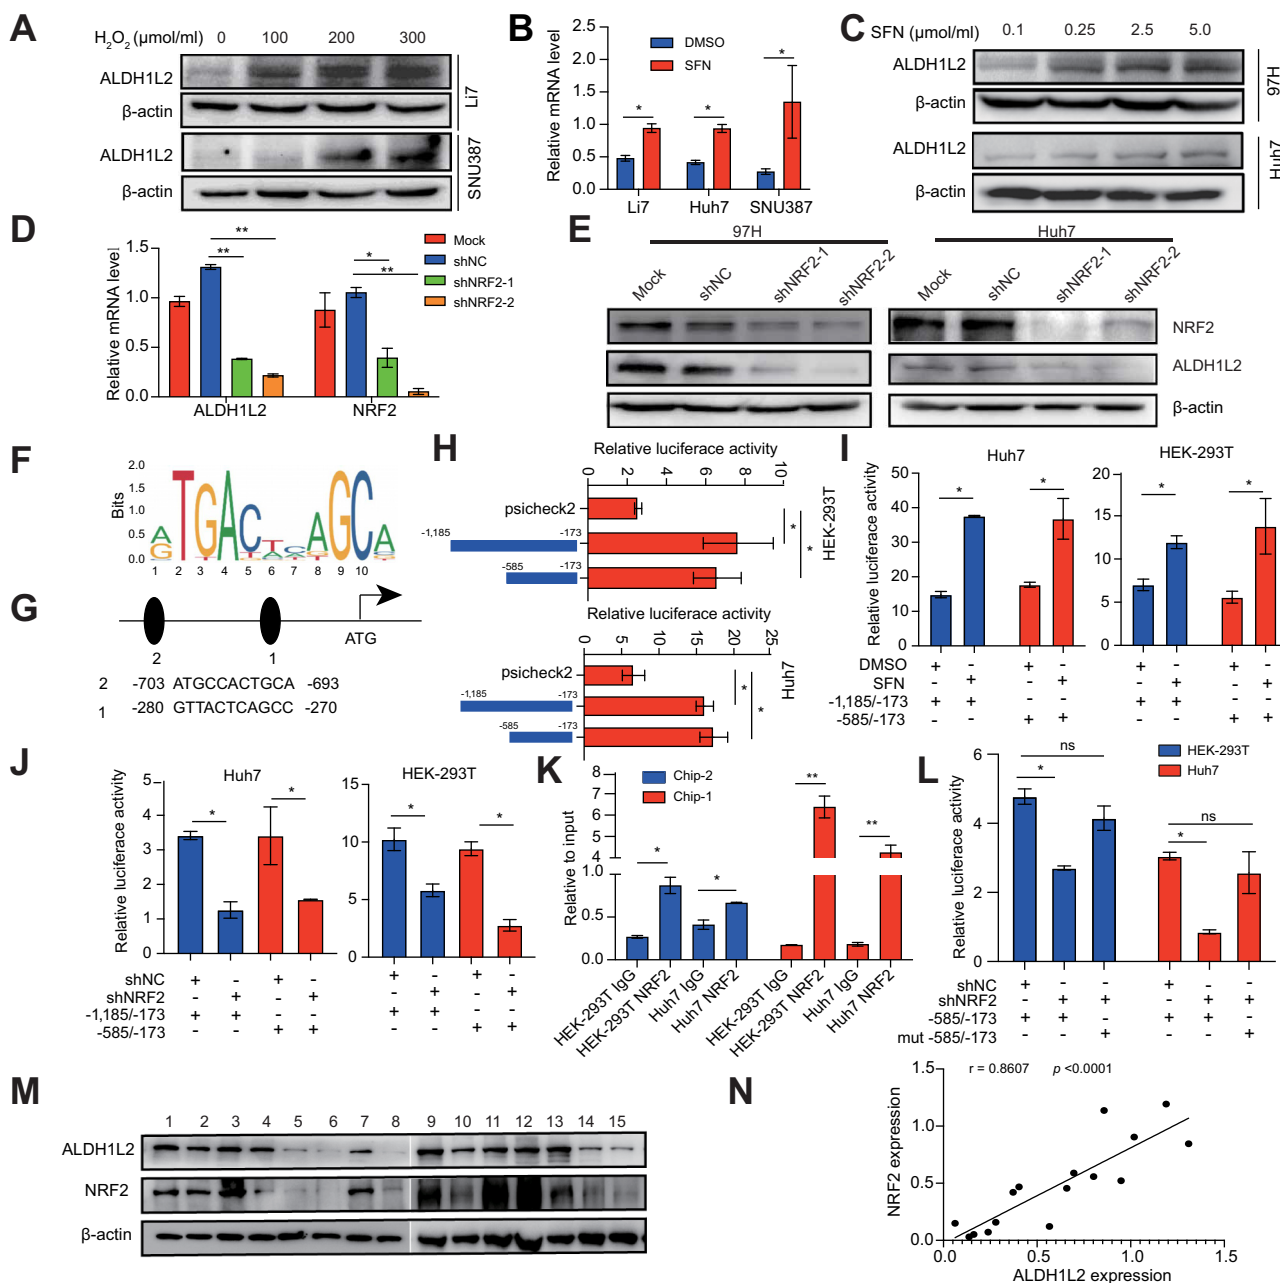 A
H2O2 (μmol/ml) 0 100 200 300
ALDH1L2
β-actin
Li7
ALDH1L2
β-actin
SNU387
B
Relative mRNA level
2.5
2.0
1.5
1.0
0.5
0.0
DMSO
SFN
* * *
Li7 Huh7 SNU387
C
SFN (μmol/ml) 0.1 0.25 2.5 5.0
ALDH1L2
β-actin
97H
ALDH1L2
β-actin
Huh7
D
Relative mRNA level
1.5
1.0
0.5
0.0
** ** * **
Mock
shNC
shNRF2-1
shNRF2-2
ALDH1L2 NRF2
E
97H Huh7
Mock shNC shNRF2-1 shNRF2-2 Mock shNC shNRF2-1 shNRF2-2
NRF2
ALDH1L2
β-actin
F
Bits
2.0
1.5
1.0
0.5
0.0
1 2 3 4 5 6 7 8 9 10
G
ATG
2 1
2 -703 ATGCCACTGCA -693
1 -280 GTTACTCAGCC -270
H
Relative luciferace activity
0 2 4 6 8 10
psicheck2
-1,185 -173
-585 -173
* *
HEK-293T
Relative luciferace activity
0 5 10 15 20 25
psicheck2
-1,185 -173
-585 -173
* *
Huh7
I
Huh7 HEK-293T
Relative luciferace activity
50
40
30
20
10
0
* *
20
15
10
5
0
* *
DMSO + - + - + - + -
SFN - + - + - + - +
-1,185/-173 + + - - + + - -
-585/-173 - - + + - - + +
J
Huh7 HEK-293T
Relative luciferace activity
5
4
3
2
1
0
* *
15
10
5
0
* *
shNC + - + - + - + -
shNRF2 - + - + - + - +
-1,185/-173 + + - - + + - -
-585/-173 - - + + - - + +
K
Relative to input
8
7
6
5
4
1.0
0.5
0.0
Chip-2
Chip-1
* * ** **
HEK-293T IgG HEK-293T NRF2 Huh7 IgG Huh7 NRF2 HEK-293T IgG HEK-293T NRF2 Huh7 IgG Huh7 NRF2
L
Relative luciferace activity
6
4
2
0
ns
*
ns
*
HEK-293T
Huh7
shNC + - - + - -
shNRF2 - + + - + +
-585/-173 + + - + + -
mut -585/-173 - - + - - +
M
1 2 3 4 5 6 7 8 9 10 11 12 13 14 15
ALDH1L2
NRF2
β-actin
N
r = 0.8607 p <0.0001
NRF2 expression
1.5
1.0
0.5
0.0
0.0 0.5 1.0 1.5
ALDH1L2 expression